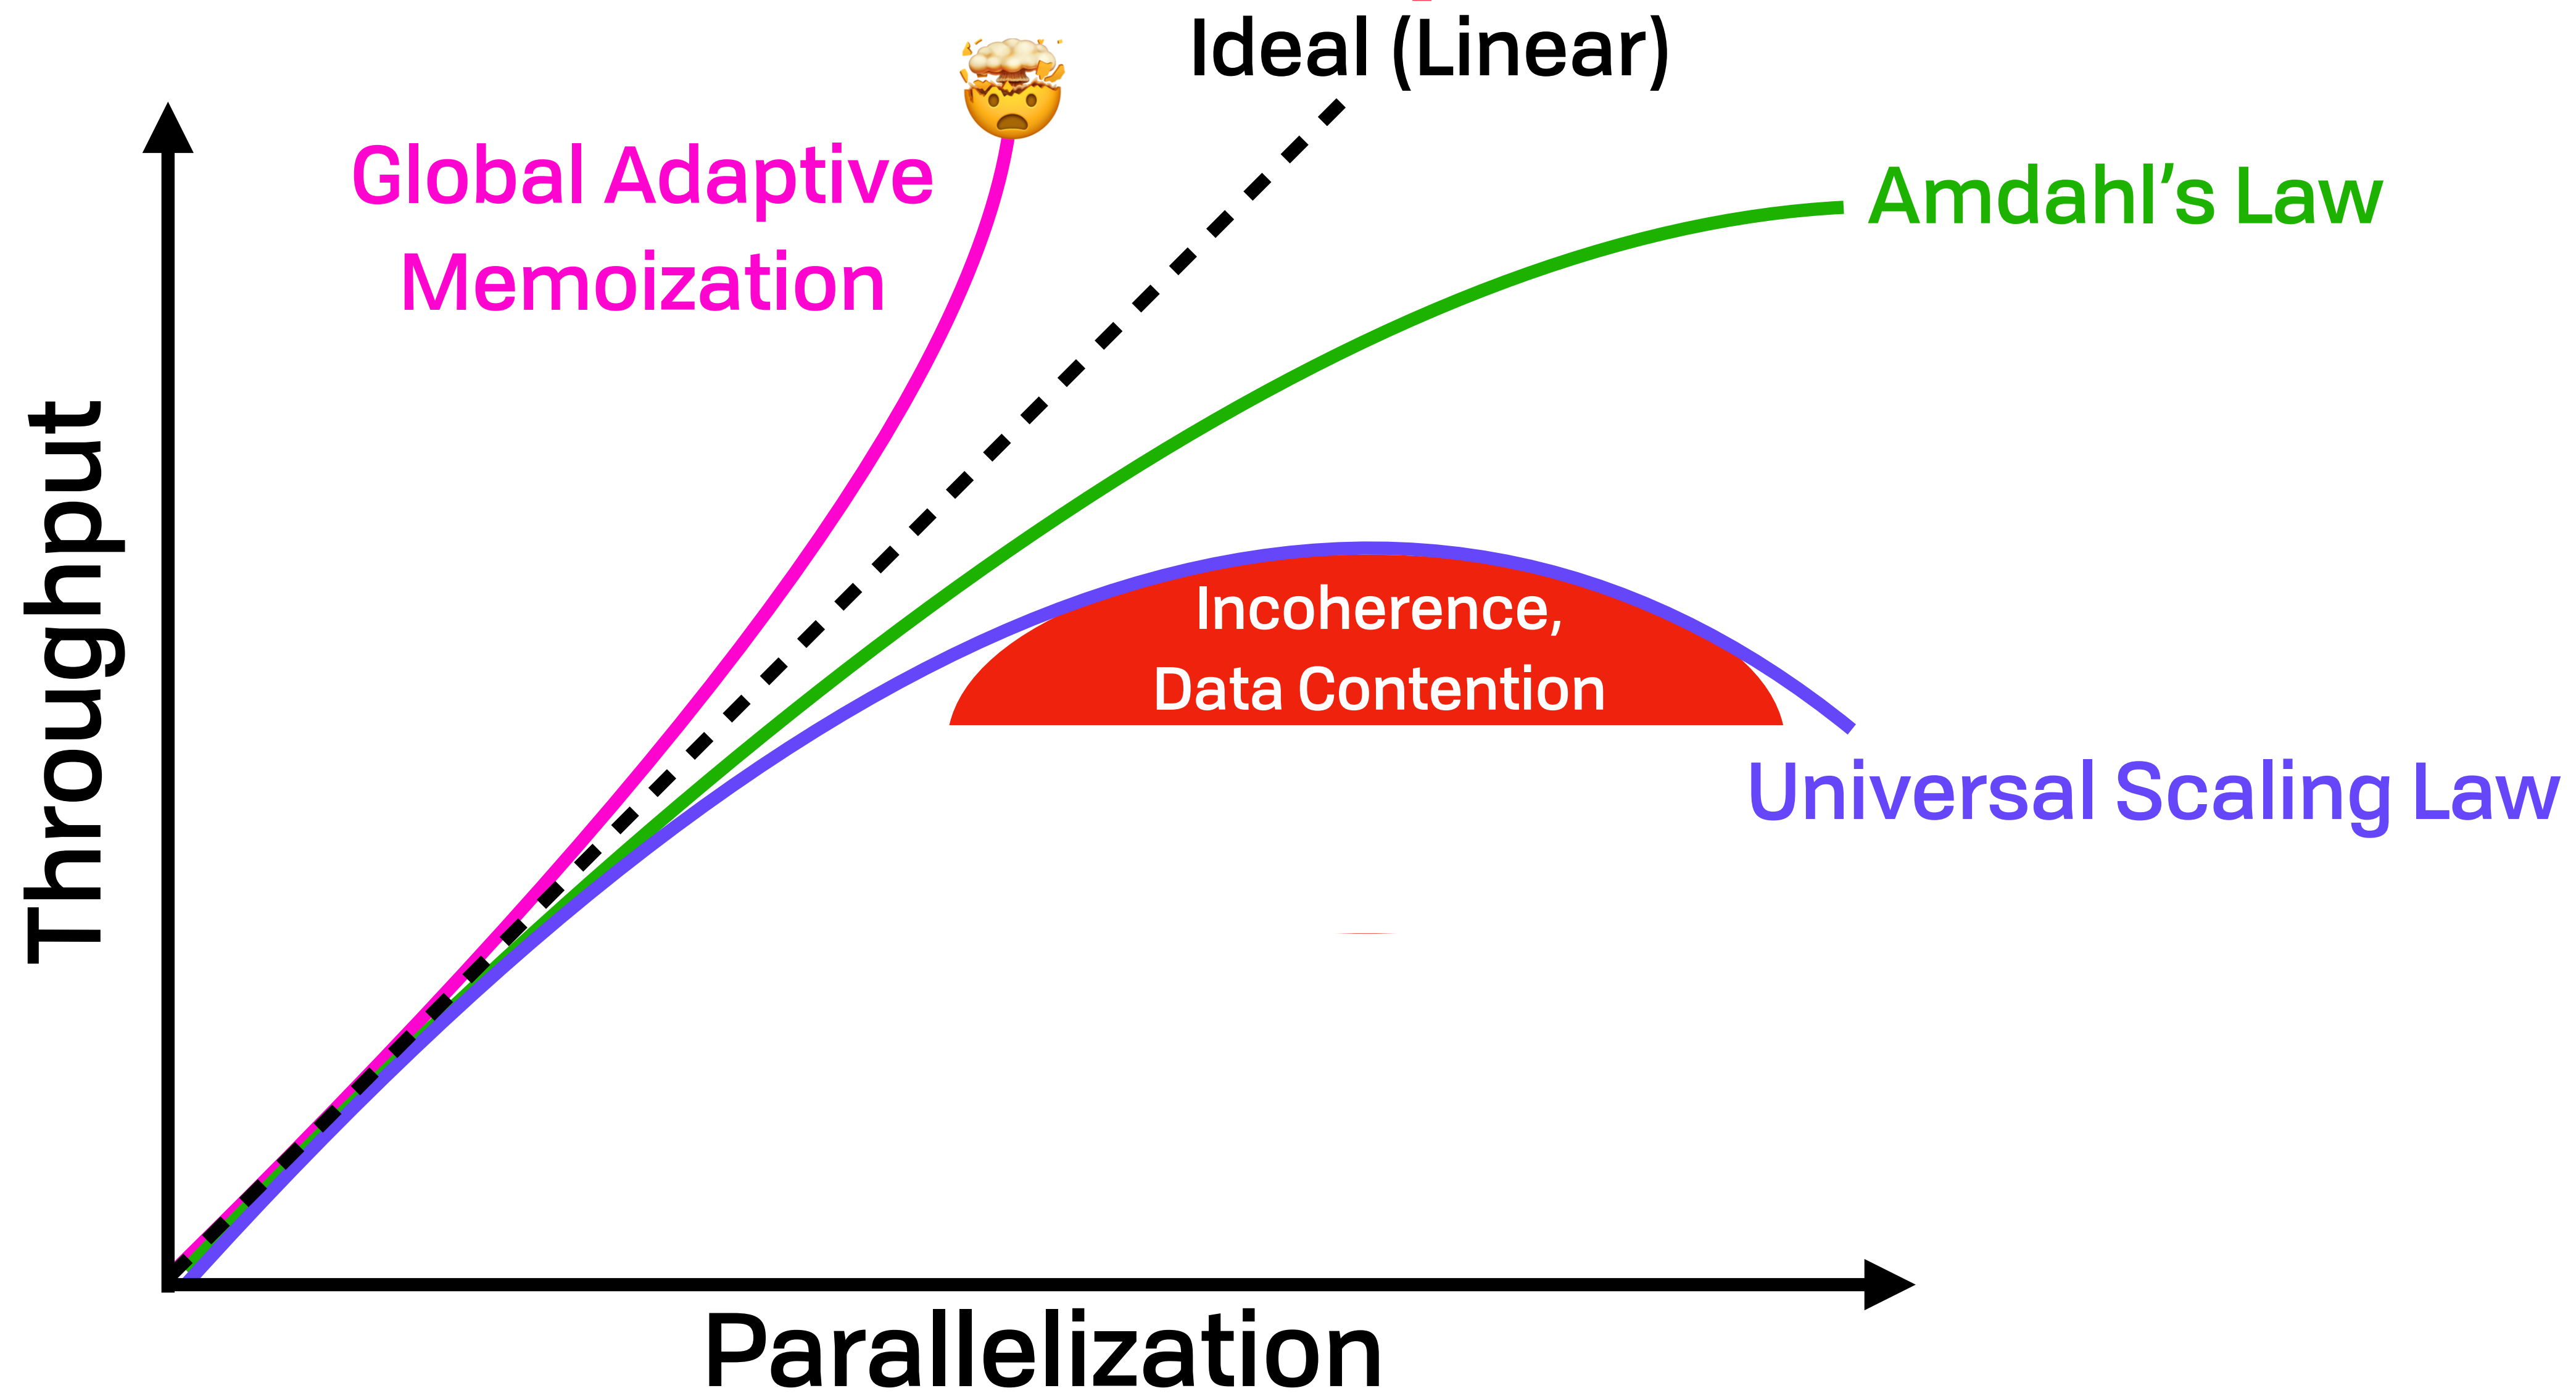 Ideal (Linear)
Global Adaptive
Memoization
Amdahl’s Law
Incoherence,
Data Contention
Universal Scaling Law
Throughput
Parallelization